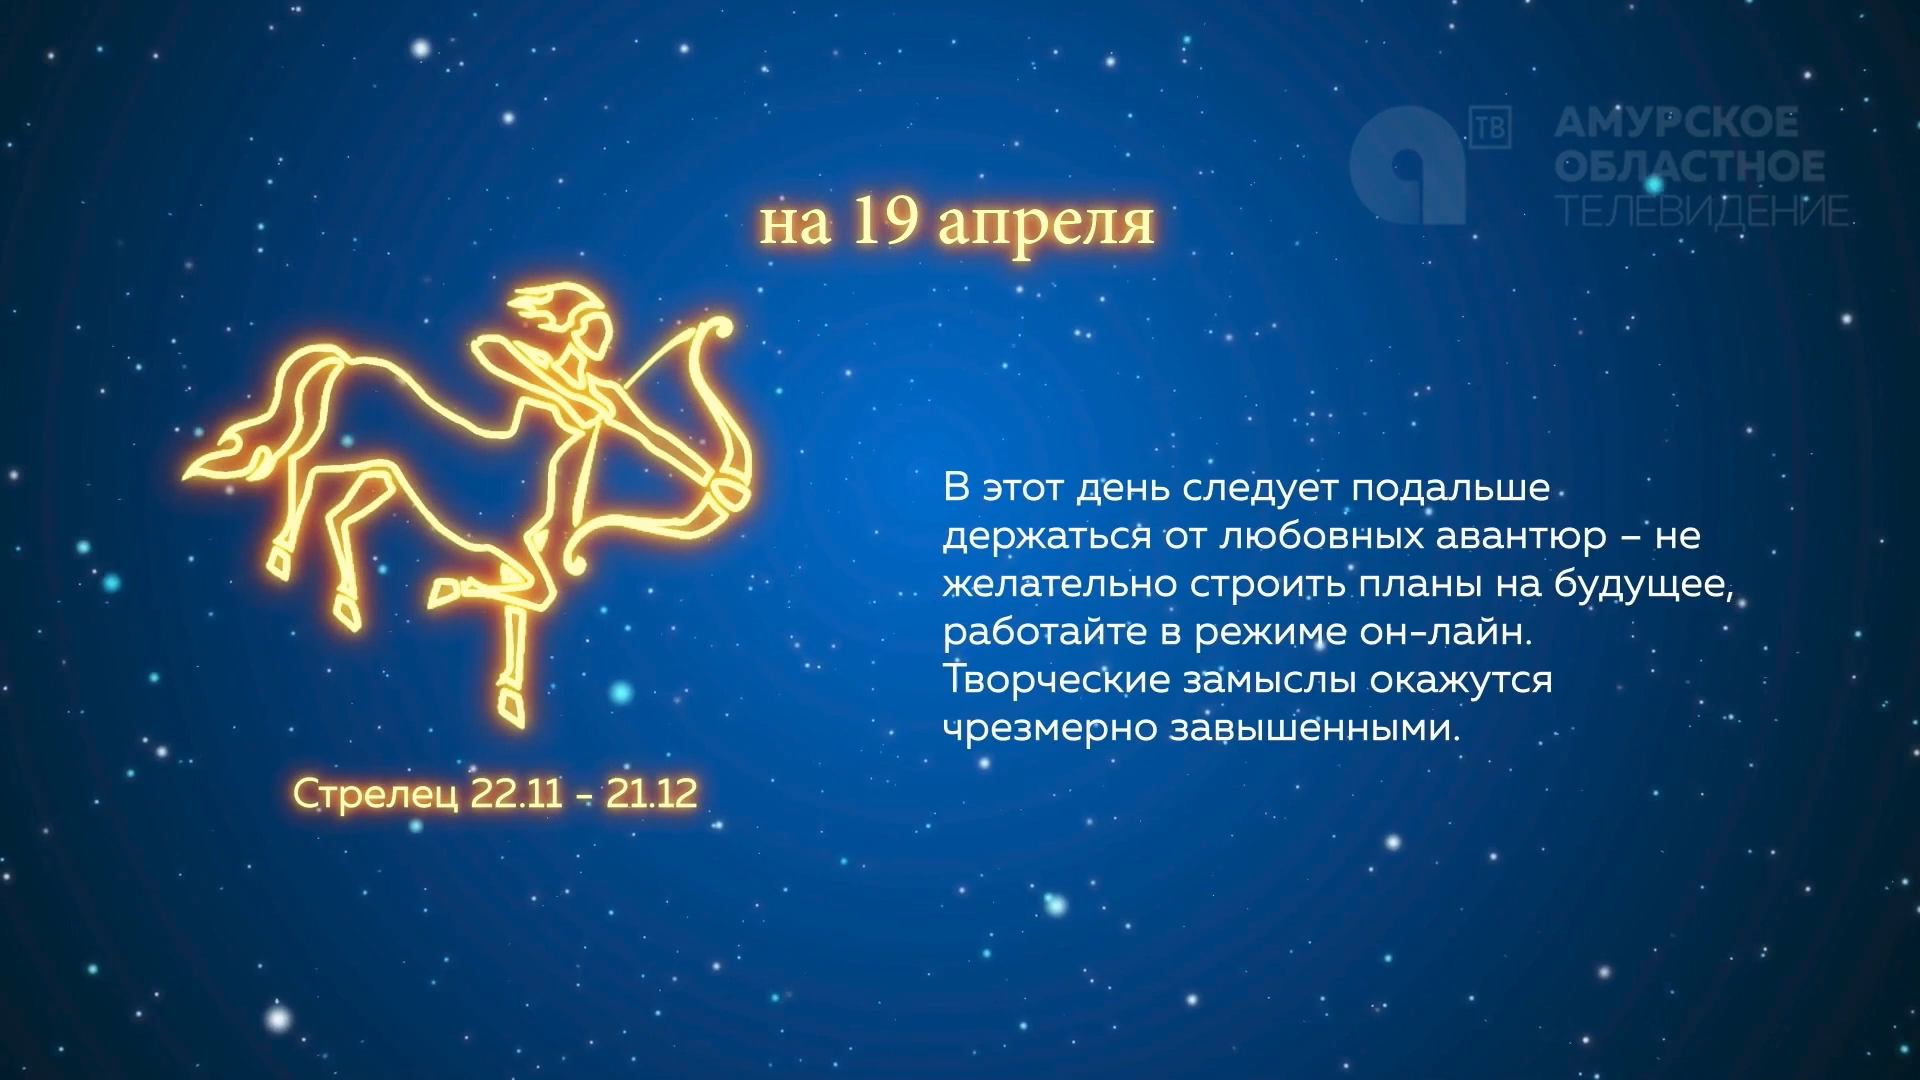 ТВ
АМУРСКОЕ
ОБЛАСТНОЕ
ТЕЛЕВИДЕНИЕ
на 19 апреля
В этот день следует подальше
держаться от любовных авантюр – не
желательно строить планы на будущее,
работайте в режиме он-лайн.
Творческие замыслы окажутся
чрезмерно завышенными.
Стрелец 22.11 - 21.12